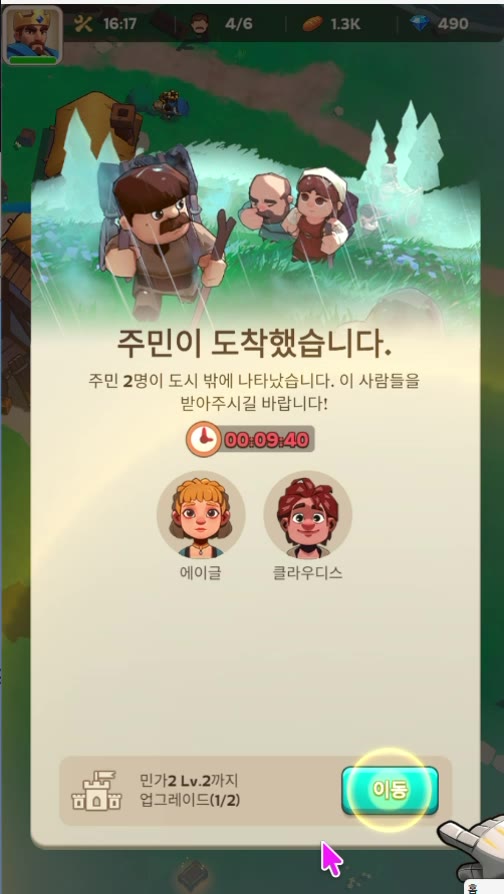 16:17
4/6
1.3K
490
주민이 도착했습니다.
주민 2명이 도시 밖에 나타났습니다. 이 사람들을
받아주시길 바랍니다!
00:09:40
에이글
클라우디스
민가2 Lv.2까지
업그레이드(1/2)
이동
홈